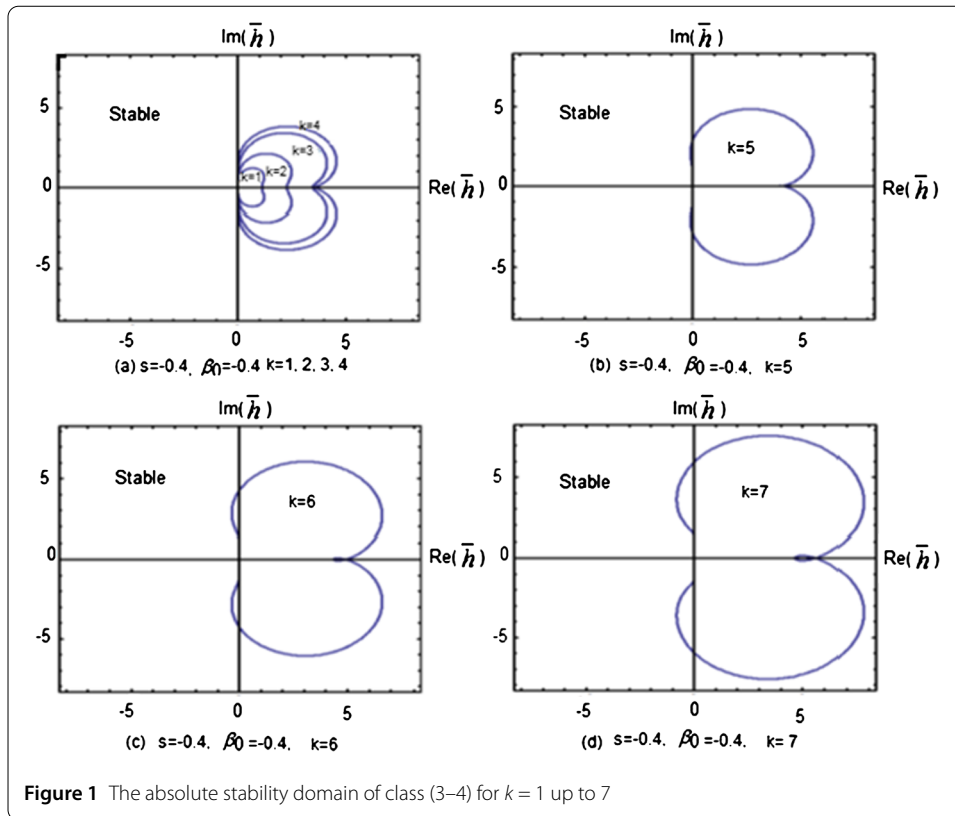 Im(h̅)
Im(h̅)
5
Stable
k=4
k=3
k=2
k=1
0
Re(h̅)
-5
-5
0
5
(a) s=-0.4, β0=-0.4 k=1, 2, 3, 4
5
Stable
k=5
0
Re(h̅)
-5
-5
0
5
(b) s=-0.4, β0=-0.4, k=5
Im(h̅)
Im(h̅)
5
Stable
k=6
0
Re(h̅)
-5
-5
0
5
(c) s=-0.4, β0=-0.4, k=6
5
Stable
k=7
0
Re(h̅)
-5
-5
0
5
(d) s=-0.4, β0=-0.4, k=7
Figure 1 The absolute stability domain of class (3–4) for k = 1 up to 7